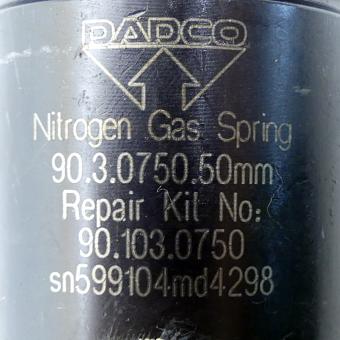 DADCO
Nitrogen Gas Spring
90.3.0750.50mm
Repair Kit No:
90.103.0750
sn599104md4298